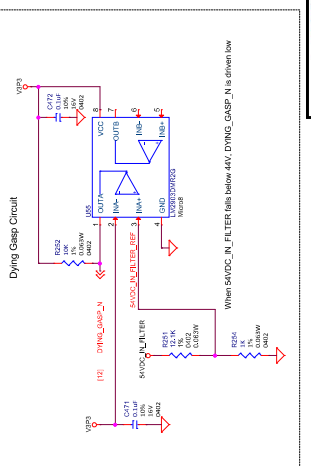 Dying Gasp Circuit
V3P3
C472
0.1uF
10%
16V
0402
R252
10K
1%
0.063W
0402
U55
8
7
6
5
VCC
OUTB
INB-
INB+
OUTA
INA-
INA+
GND
1
2
3
4
LM2903DMR2G
Micro8
[12]
DYING_GASP_N
54VDC_IN_FILTER_REF
54VDC_IN_FILTER
R251
12.1K
1%
0402
0.063W
R254
1K
1%
0.063W
0402
V3P3
C471
0.1uF
10%
16V
0402
When 54VDC_IN_FILTER falls below 44V, DYING_GASP_N is driven low